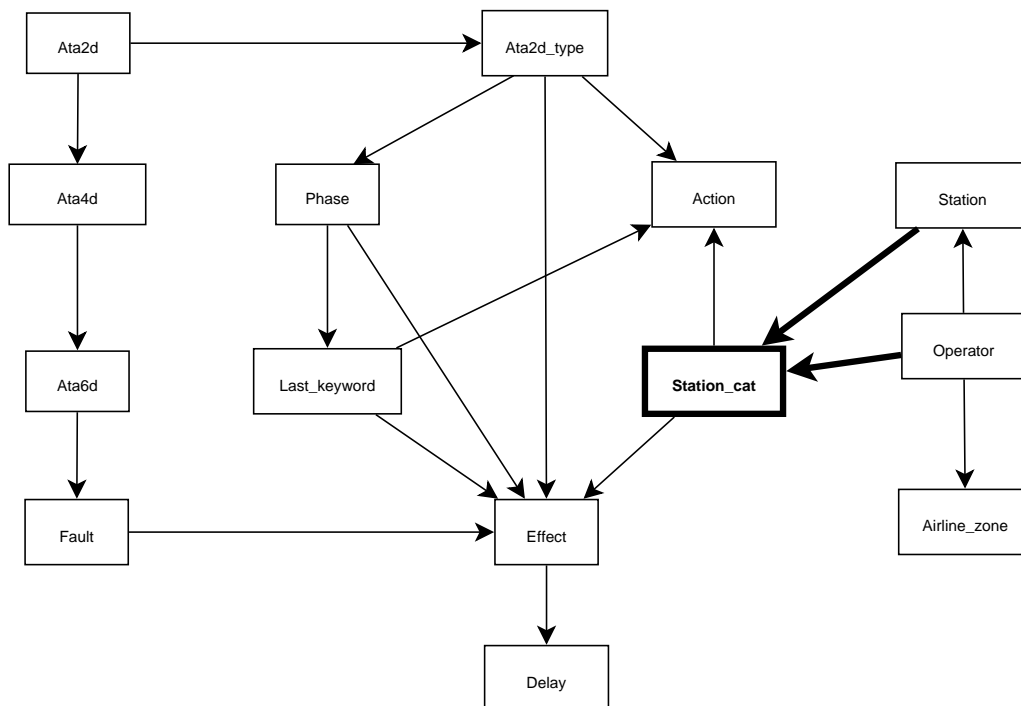 Ata2d
Ata2d_type
Ata4d
Phase
Action
Station
Ata6d
Last_keyword
Station_cat
Operator
Fault
Effect
Airline_zone
Delay